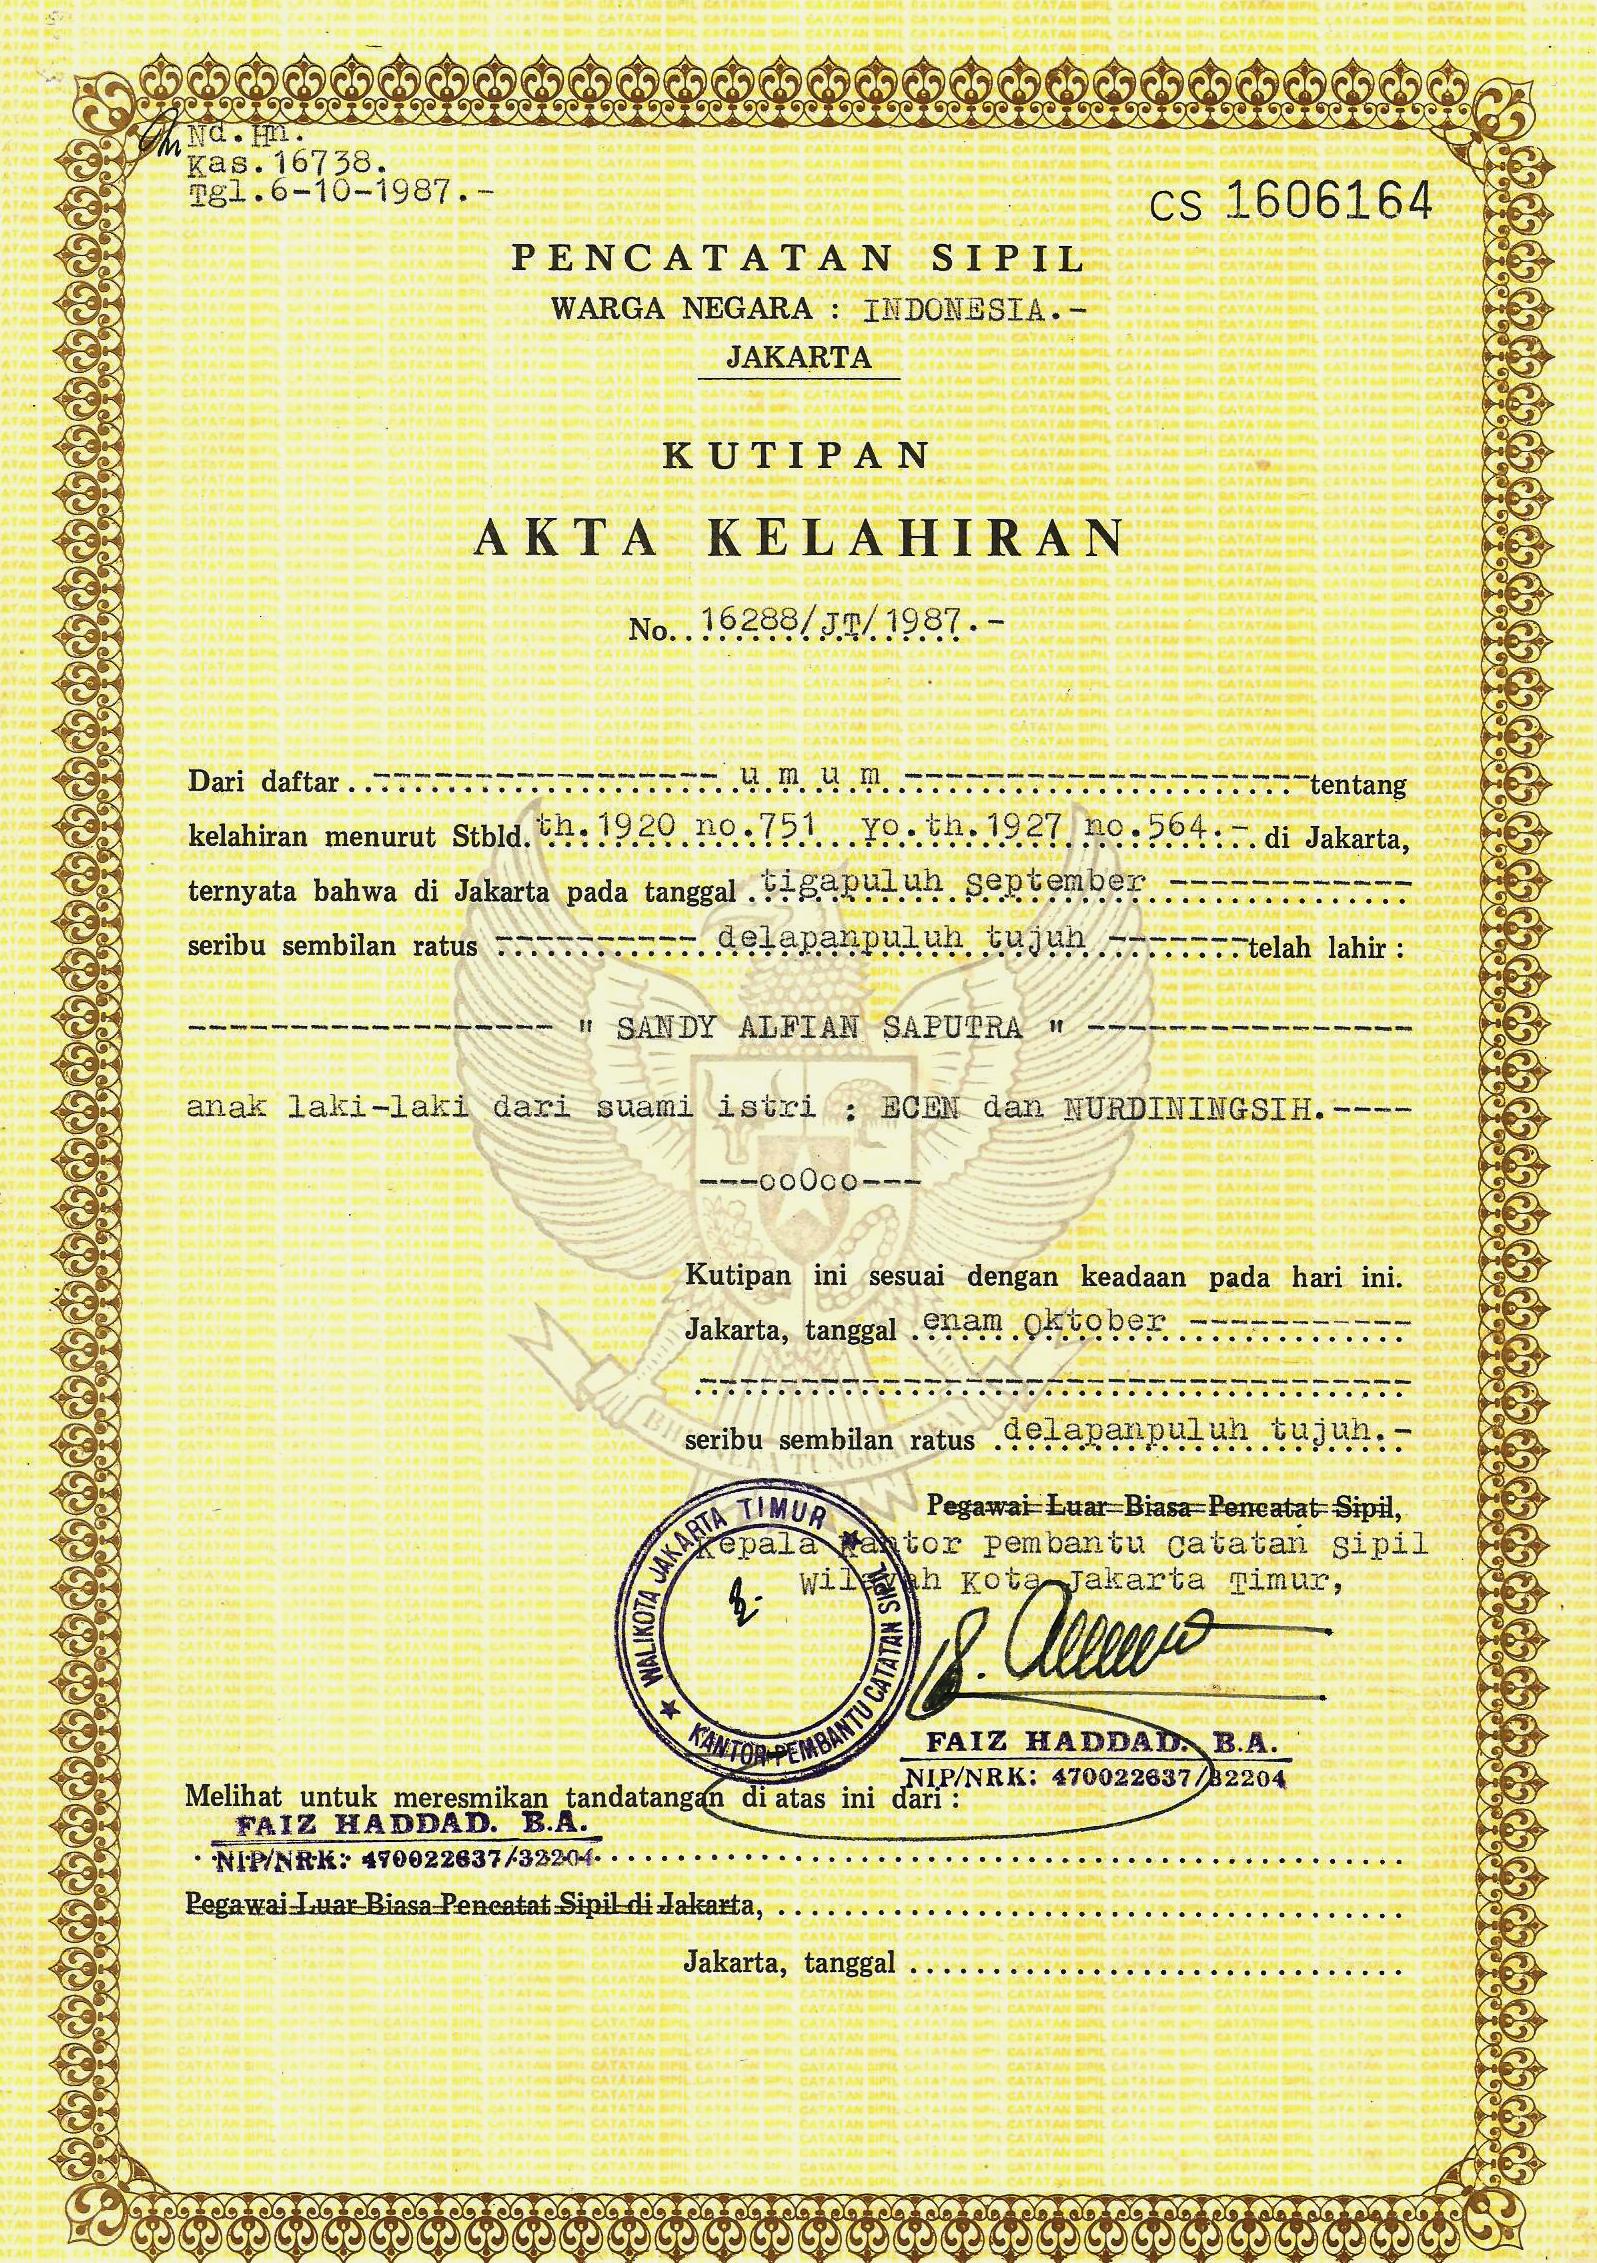 Nd.Hn.
Kas.16738.
Tgl.6-10-1987.-
CS 1606164
PENCATATAN SIPIL
WARGA NEGARA : INDONESIA.-
JAKARTA
KUTIPAN
AKTA KELAHIRAN
No. 16288/JT/1987.-
Dari daftar ------------------ u m u m -------------------- tentang
kelahiran menurut Stbld. th.1920 no.751 yo.th.1927 no.564.- di Jakarta,
ternyata bahwa di Jakarta pada tanggal tigapuluh september ------------
seribu sembilan ratus ---------- delapanpuluh tujuh ------- telah lahir :
------------------ " SANDY ALFIAN SAPUTRA " ----------------
anak laki-laki dari suami istri : ECEN dan NURDININGSIH.----
---ooOoo---
Kutipan ini sesuai dengan keadaan pada hari ini.
Jakarta, tanggal enam Oktober -----------
-----------------------------------
seribu sembilan ratus delapanpuluh tujuh.-
BHINNEKA TUNGGAL IKA
Pegawai Luar Biasa Pencatat Sipil,
Kepala Kantor Pembantu Catatan Sipil
Wilayah Kota Jakarta Timur,
WALIKOTA JAKARTA TIMUR
KANTOR PEMBANTU CATATAN SIPIL
FAIZ HADDAD. B.A.
NIP/NRK: 470022637/32204
Melihat untuk meresmikan tandatangan di atas ini dari :
FAIZ HADDAD. B.A.
NIP/NRK: 470022637/32204
Pegawai Luar Biasa Pencatat Sipil di Jakarta,
Jakarta, tanggal